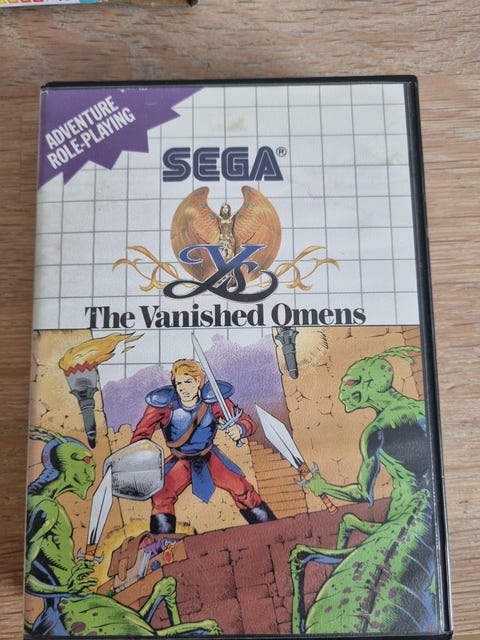 ADVENTURE
ROLE-PLAYING
SEGA®
Ys
The Vanished Omens